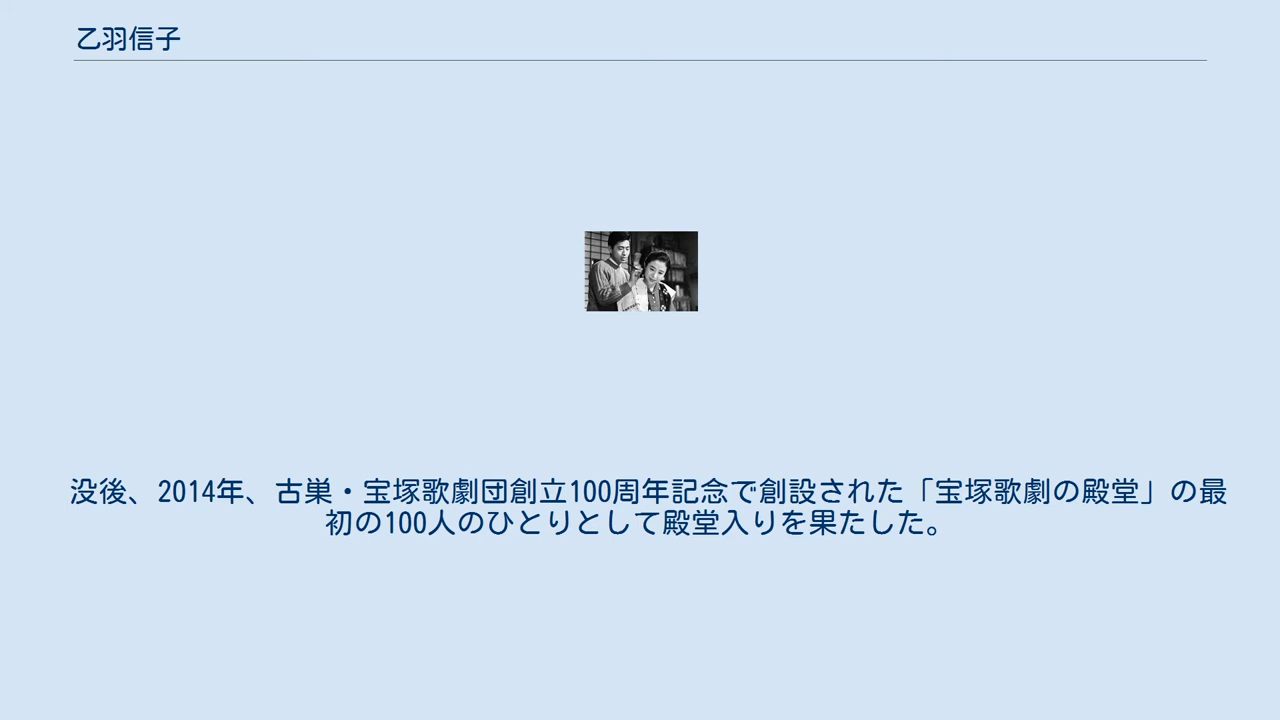 乙羽信子
没後、2014年、古巣・宝塚歌劇団創立100周年記念で創設された「宝塚歌劇の殿堂」の最
初の100人のひとりとして殿堂入りを果たした。